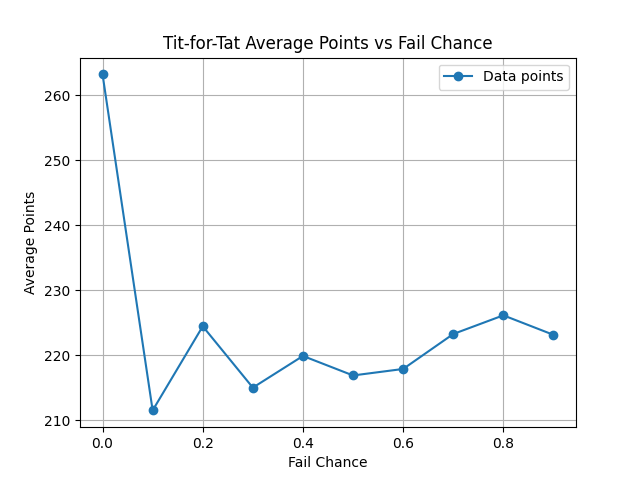 Tit-for-Tat Average Points vs Fail Chance
Data points
260
250
240
230
220
210
Average Points
0.0 0.2 0.4 0.6 0.8
Fail Chance